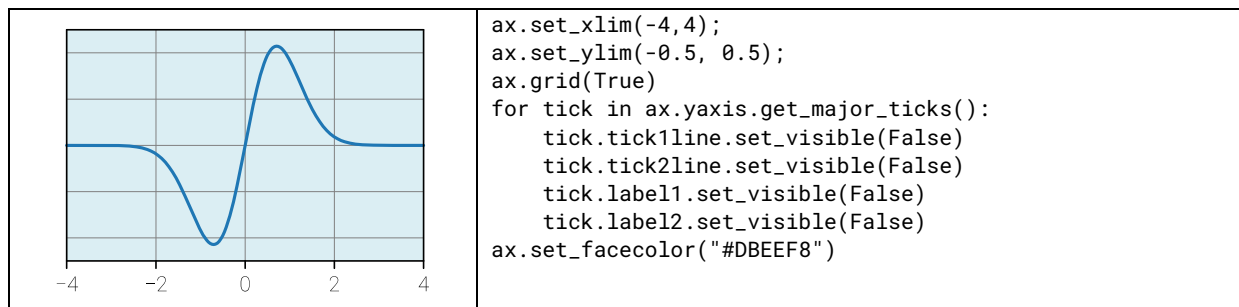 −4 −2 0 2 4
ax.set_xlim(-4,4);
ax.set_ylim(-0.5, 0.5);
ax.grid(True)
for tick in ax.yaxis.get_major_ticks():
    tick.tick1line.set_visible(False)
    tick.tick2line.set_visible(False)
    tick.label1.set_visible(False)
    tick.label2.set_visible(False)
ax.set_facecolor("#DBEEF8")